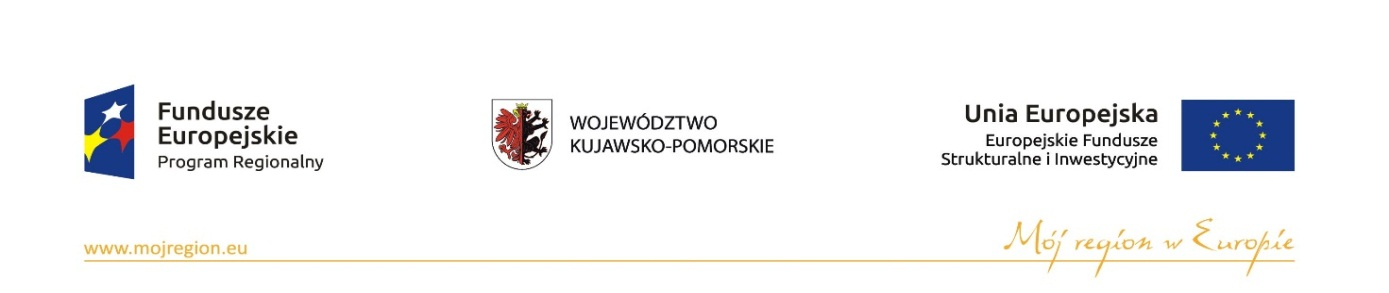 Fundusze
Europejskie
Program Regionalny
WOJEWÓDZTWO
KUJAWSKO-POMORSKIE
Unia Europejska
Europejskie Fundusze
Strukturalne i Inwestycyjne
www.mojregion.eu
Mój region w Europie